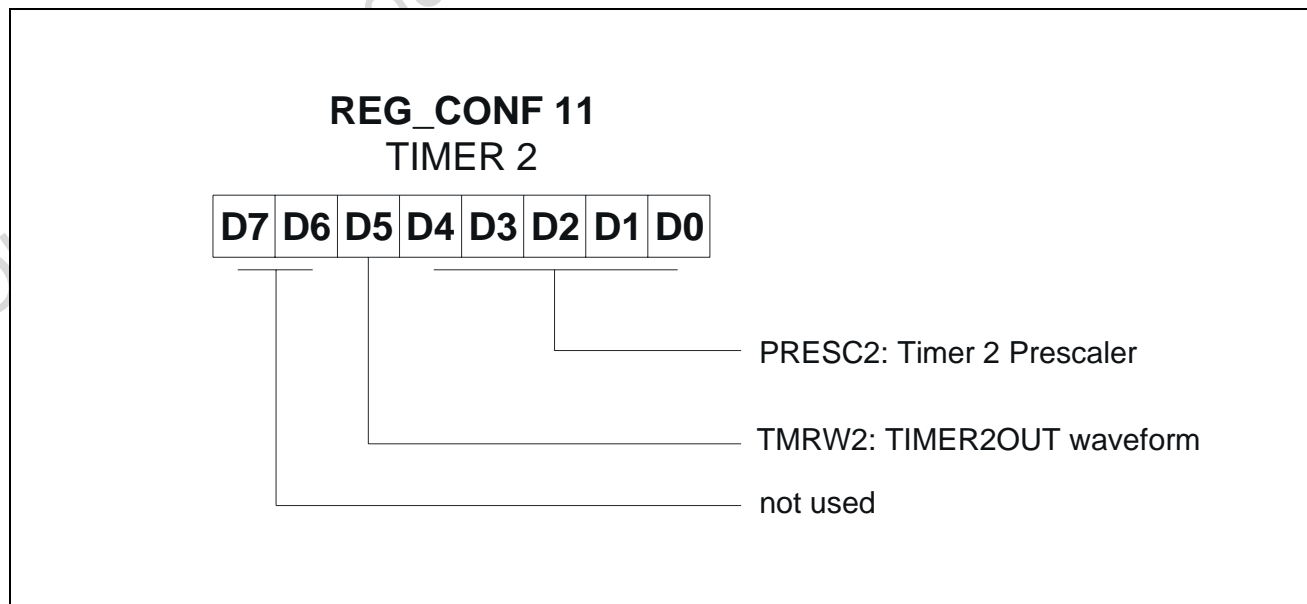 REG_CONF 11
TIMER 2
D7 D6 D5 D4 D3 D2 D1 D0
PRESC2: Timer 2 Prescaler
TMRW2: TIMER2OUT waveform
not used